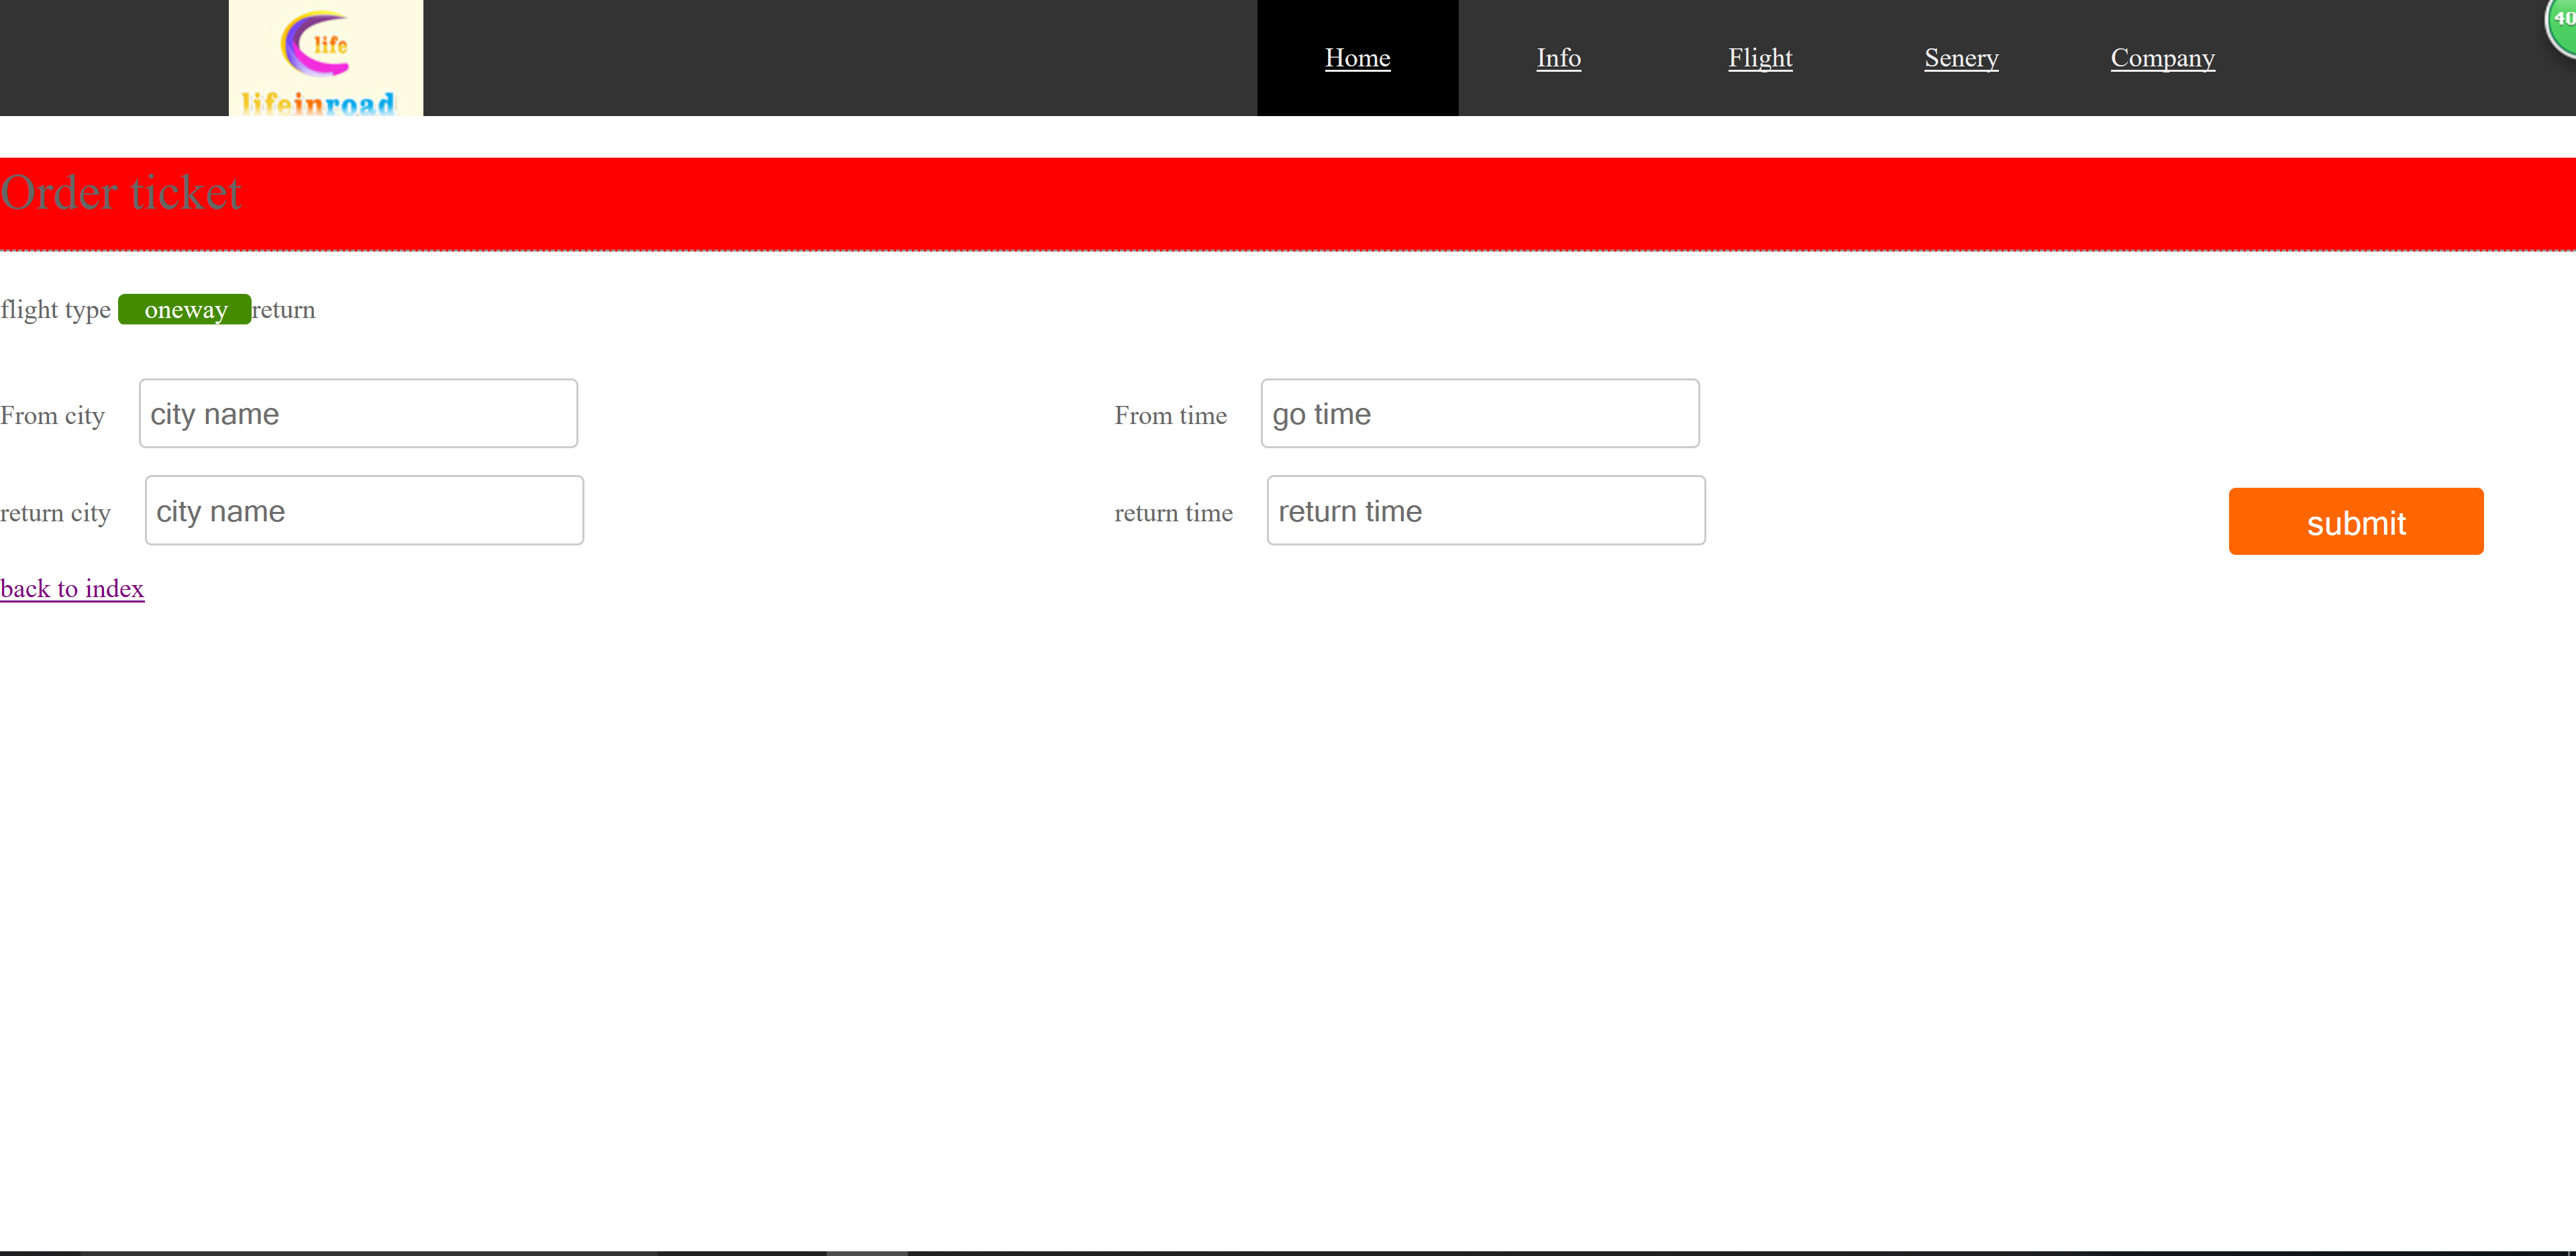 life
lifeinroad
Home Info Flight Senery Company
40
Order ticket
flight type oneway return
From city city name From time go time
return city city name return time return time
submit
back to index